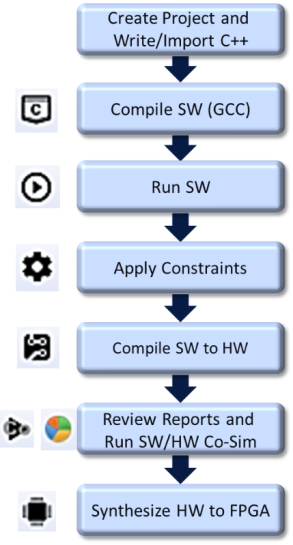 Create Project and
Write/Import C++
C
Compile SW (GCC)
Run SW
Apply Constraints
Compile SW to HW
Review Reports and
Run SW/HW Co-Sim
Synthesize HW to FPGA